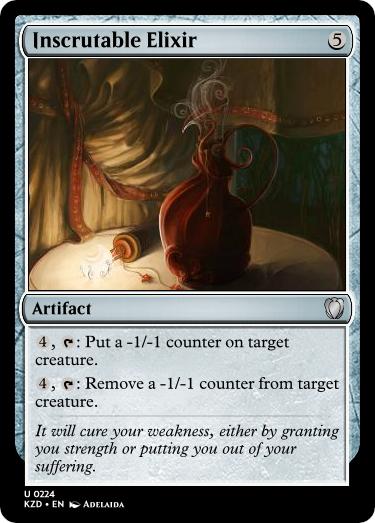 Inscrutable Elixir 5
Artifact
4, T: Put a -1/-1 counter on target
creature.
4, T: Remove a -1/-1 counter from target
creature.
It will cure your weakness, either by granting
you strength or putting you out of your
suffering.
U 0224
KZD • EN Adelaida